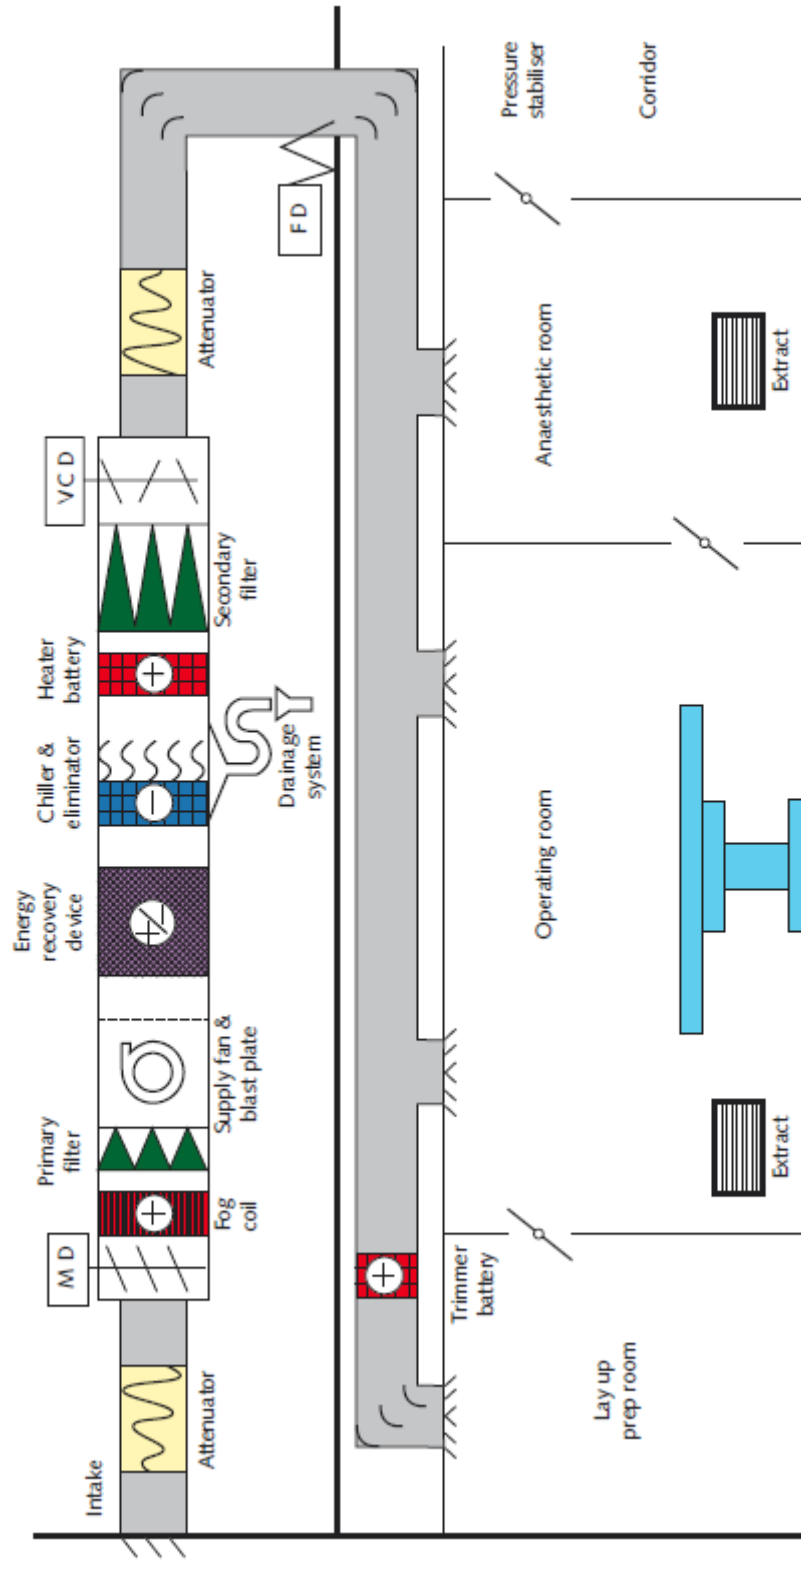 Intake
Attenuator
M D
Fog
coil
Primary
filter
Supply fan &
blast plate
Energy
recovery
device
Chiller &
eliminator
Drainage
system
Heater
battery
Secondary
filter
VC D
Attenuator
F D
Trimmer
battery
Lay up
prep room
Extract
Operating room
Anaesthetic room
Extract
Pressure
stabiliser
Corridor